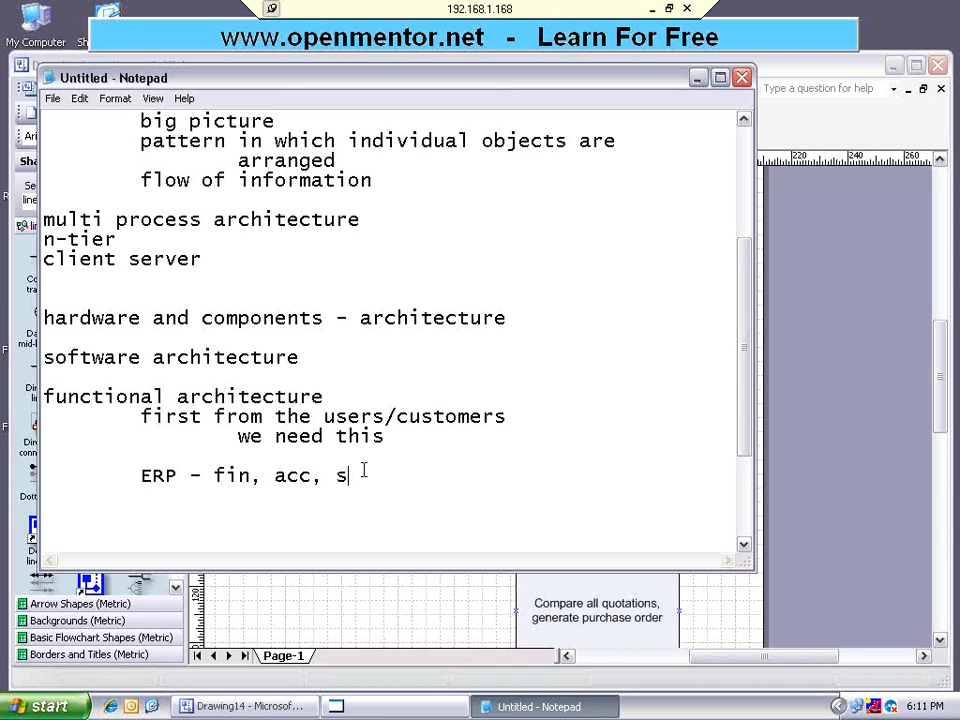 192.168.1.168
My Computer
www.openmentor.net - Learn For Free
Untitled - Notepad
Type a question for help
File Edit Format View Help
big picture
pattern in which individual objects are
arranged
flow of information
multi process architecture
n-tier
client server
hardware and components - architecture
software architecture
functional architecture
first from the users/customers
we need this
ERP - fin, acc, s
220 240 260
120
Compare all quotations,
generate purchase order
Arrow Shapes (Metric)
Backgrounds (Metric)
Basic Flowchart Shapes (Metric)
Borders and Titles (Metric)
Page-1
start
Drawing14 - Microsof...
Untitled - Notepad
6:11 PM